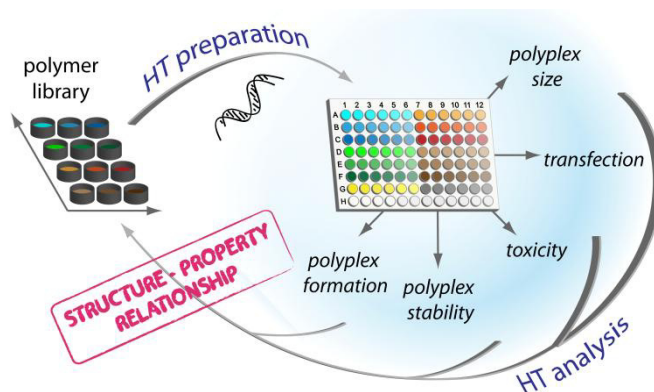 HT preparation
polymer
library
polyplex
size
1 2 3 4 5 6 7 8 9 10 11 12
A
B
C
D
E
F
G
H
transfection
toxicity
polyplex
formation
polyplex
stability
STRUCTURE - PROPERTY
RELATIONSHIP
HT analysis